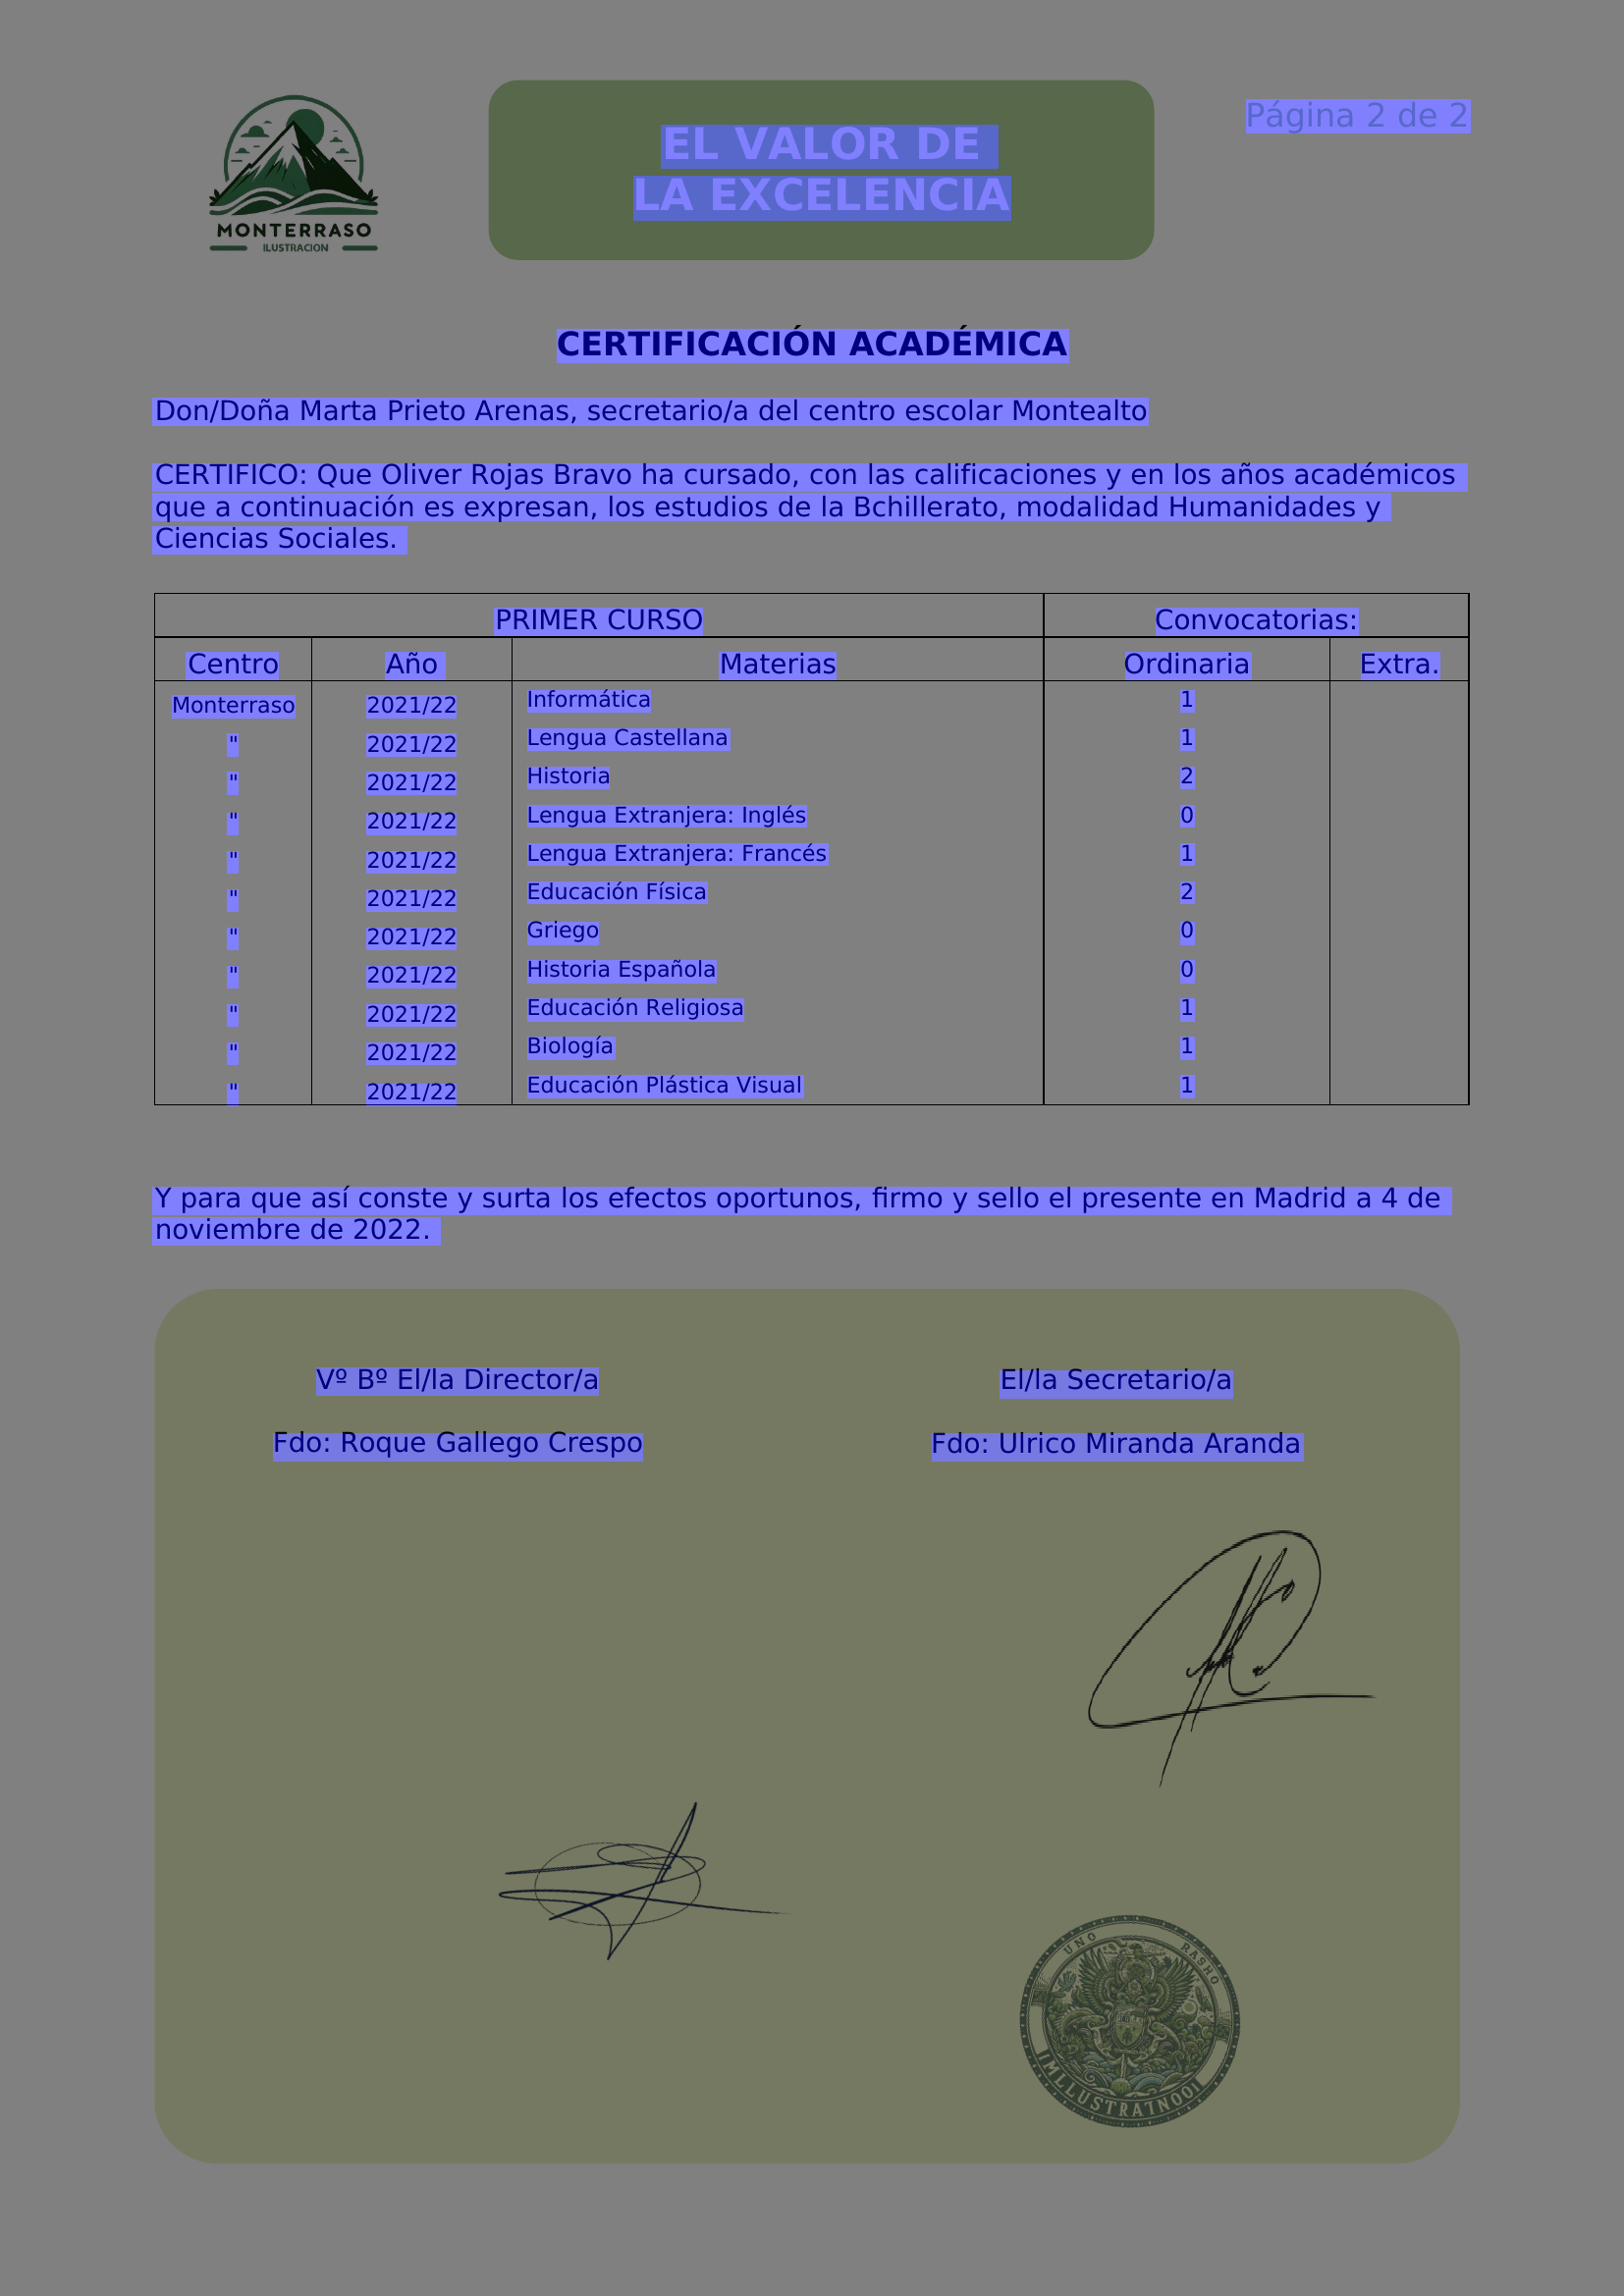 MONTERRASO
ILUSTRACION
EL VALOR DE
LA EXCELENCIA
Página 2 de 2
CERTIFICACIÓN ACADÉMICA
Don/Doña Marta Prieto Arenas, secretario/a del centro escolar Montealto
CERTIFICO: Que Oliver Rojas Bravo ha cursado, con las calificaciones y en los años académicos
que a continuación es expresan, los estudios de la Bchillerato, modalidad Humanidades y
Ciencias Sociales.
PRIMER CURSO Convocatorias:
Centro Año Materias Ordinaria Extra.
Monterraso 2021/22 Informática 1
" 2021/22 Lengua Castellana 1
" 2021/22 Historia 2
" 2021/22 Lengua Extranjera: Inglés 0
" 2021/22 Lengua Extranjera: Francés 1
" 2021/22 Educación Física 2
" 2021/22 Griego 0
" 2021/22 Historia Española 0
" 2021/22 Educación Religiosa 1
" 2021/22 Biología 1
" 2021/22 Educación Plástica Visual 1
Y para que así conste y surta los efectos oportunos, firmo y sello el presente en Madrid a 4 de
noviembre de 2022.
Vº Bº El/la Director/a El/la Secretario/a
Fdo: Roque Gallego Crespo Fdo: Ulrico Miranda Aranda
UNO RASHO